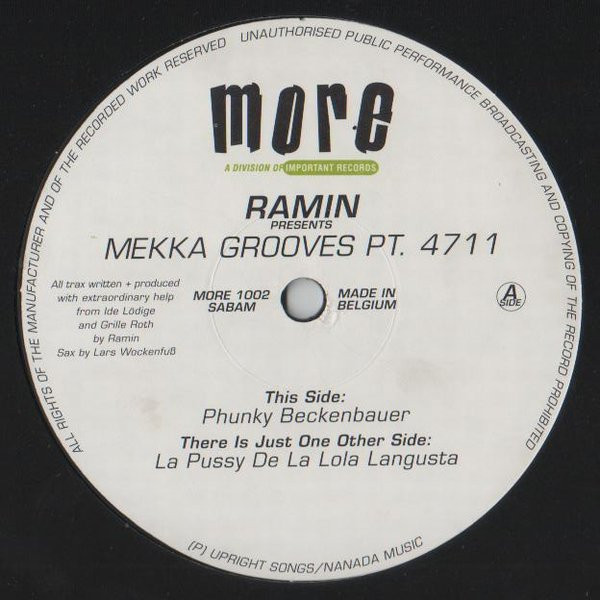 ALL RIGHTS OF THE MANUFACTURER AND OF THE RECORDED WORK RESERVED    UNAUTHORISED PUBLIC PERFORMANCE BROADCASTING AND COPYING OF THE RECORD PROHIBITED
more
A DIVISION OF IMPORTANT RECORDS
RAMIN
PRESENTS
MEKKA GROOVES PT. 4711
All trax written + produced
with extraordinary help
from Ide Lödige
and Grille Roth
by Ramin
Sax by Lars Wockenfuß
MORE 1002
SABAM
MADE IN
BELGIUM
A
SIDE
This Side:
Phunky Beckenbauer
There Is Just One Other Side:
La Pussy De La Lola Langusta
(P) UPRIGHT SONGS/NANADA MUSIC